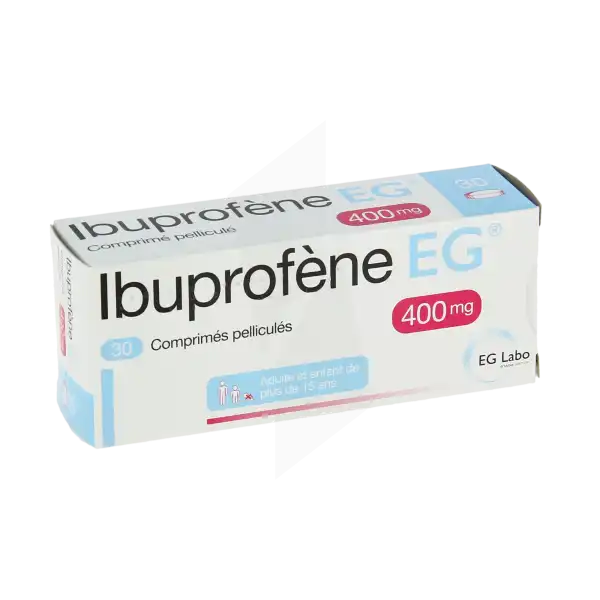 Ibuprofène EG
30
400 mg
Comprimé pelliculé
Ibuprofène EG®
400 mg
30 Comprimés pelliculés
Adulte et enfant de
plus de 15 ans
EG Labo
Ibuprofène